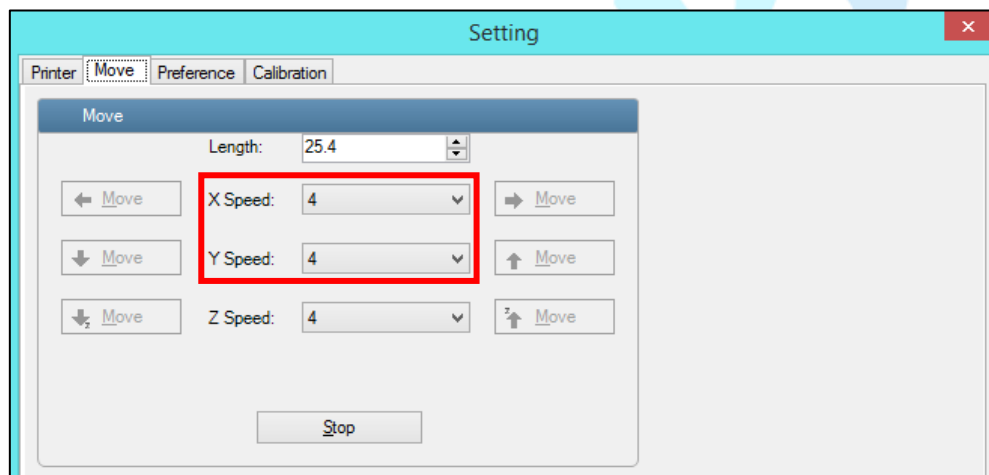 Setting
Printer Move Preference Calibration
Move
Length: 25.4
Move X Speed: 4 Move
Move Y Speed: 4 Move
Move Z Speed: 4 Move
Stop